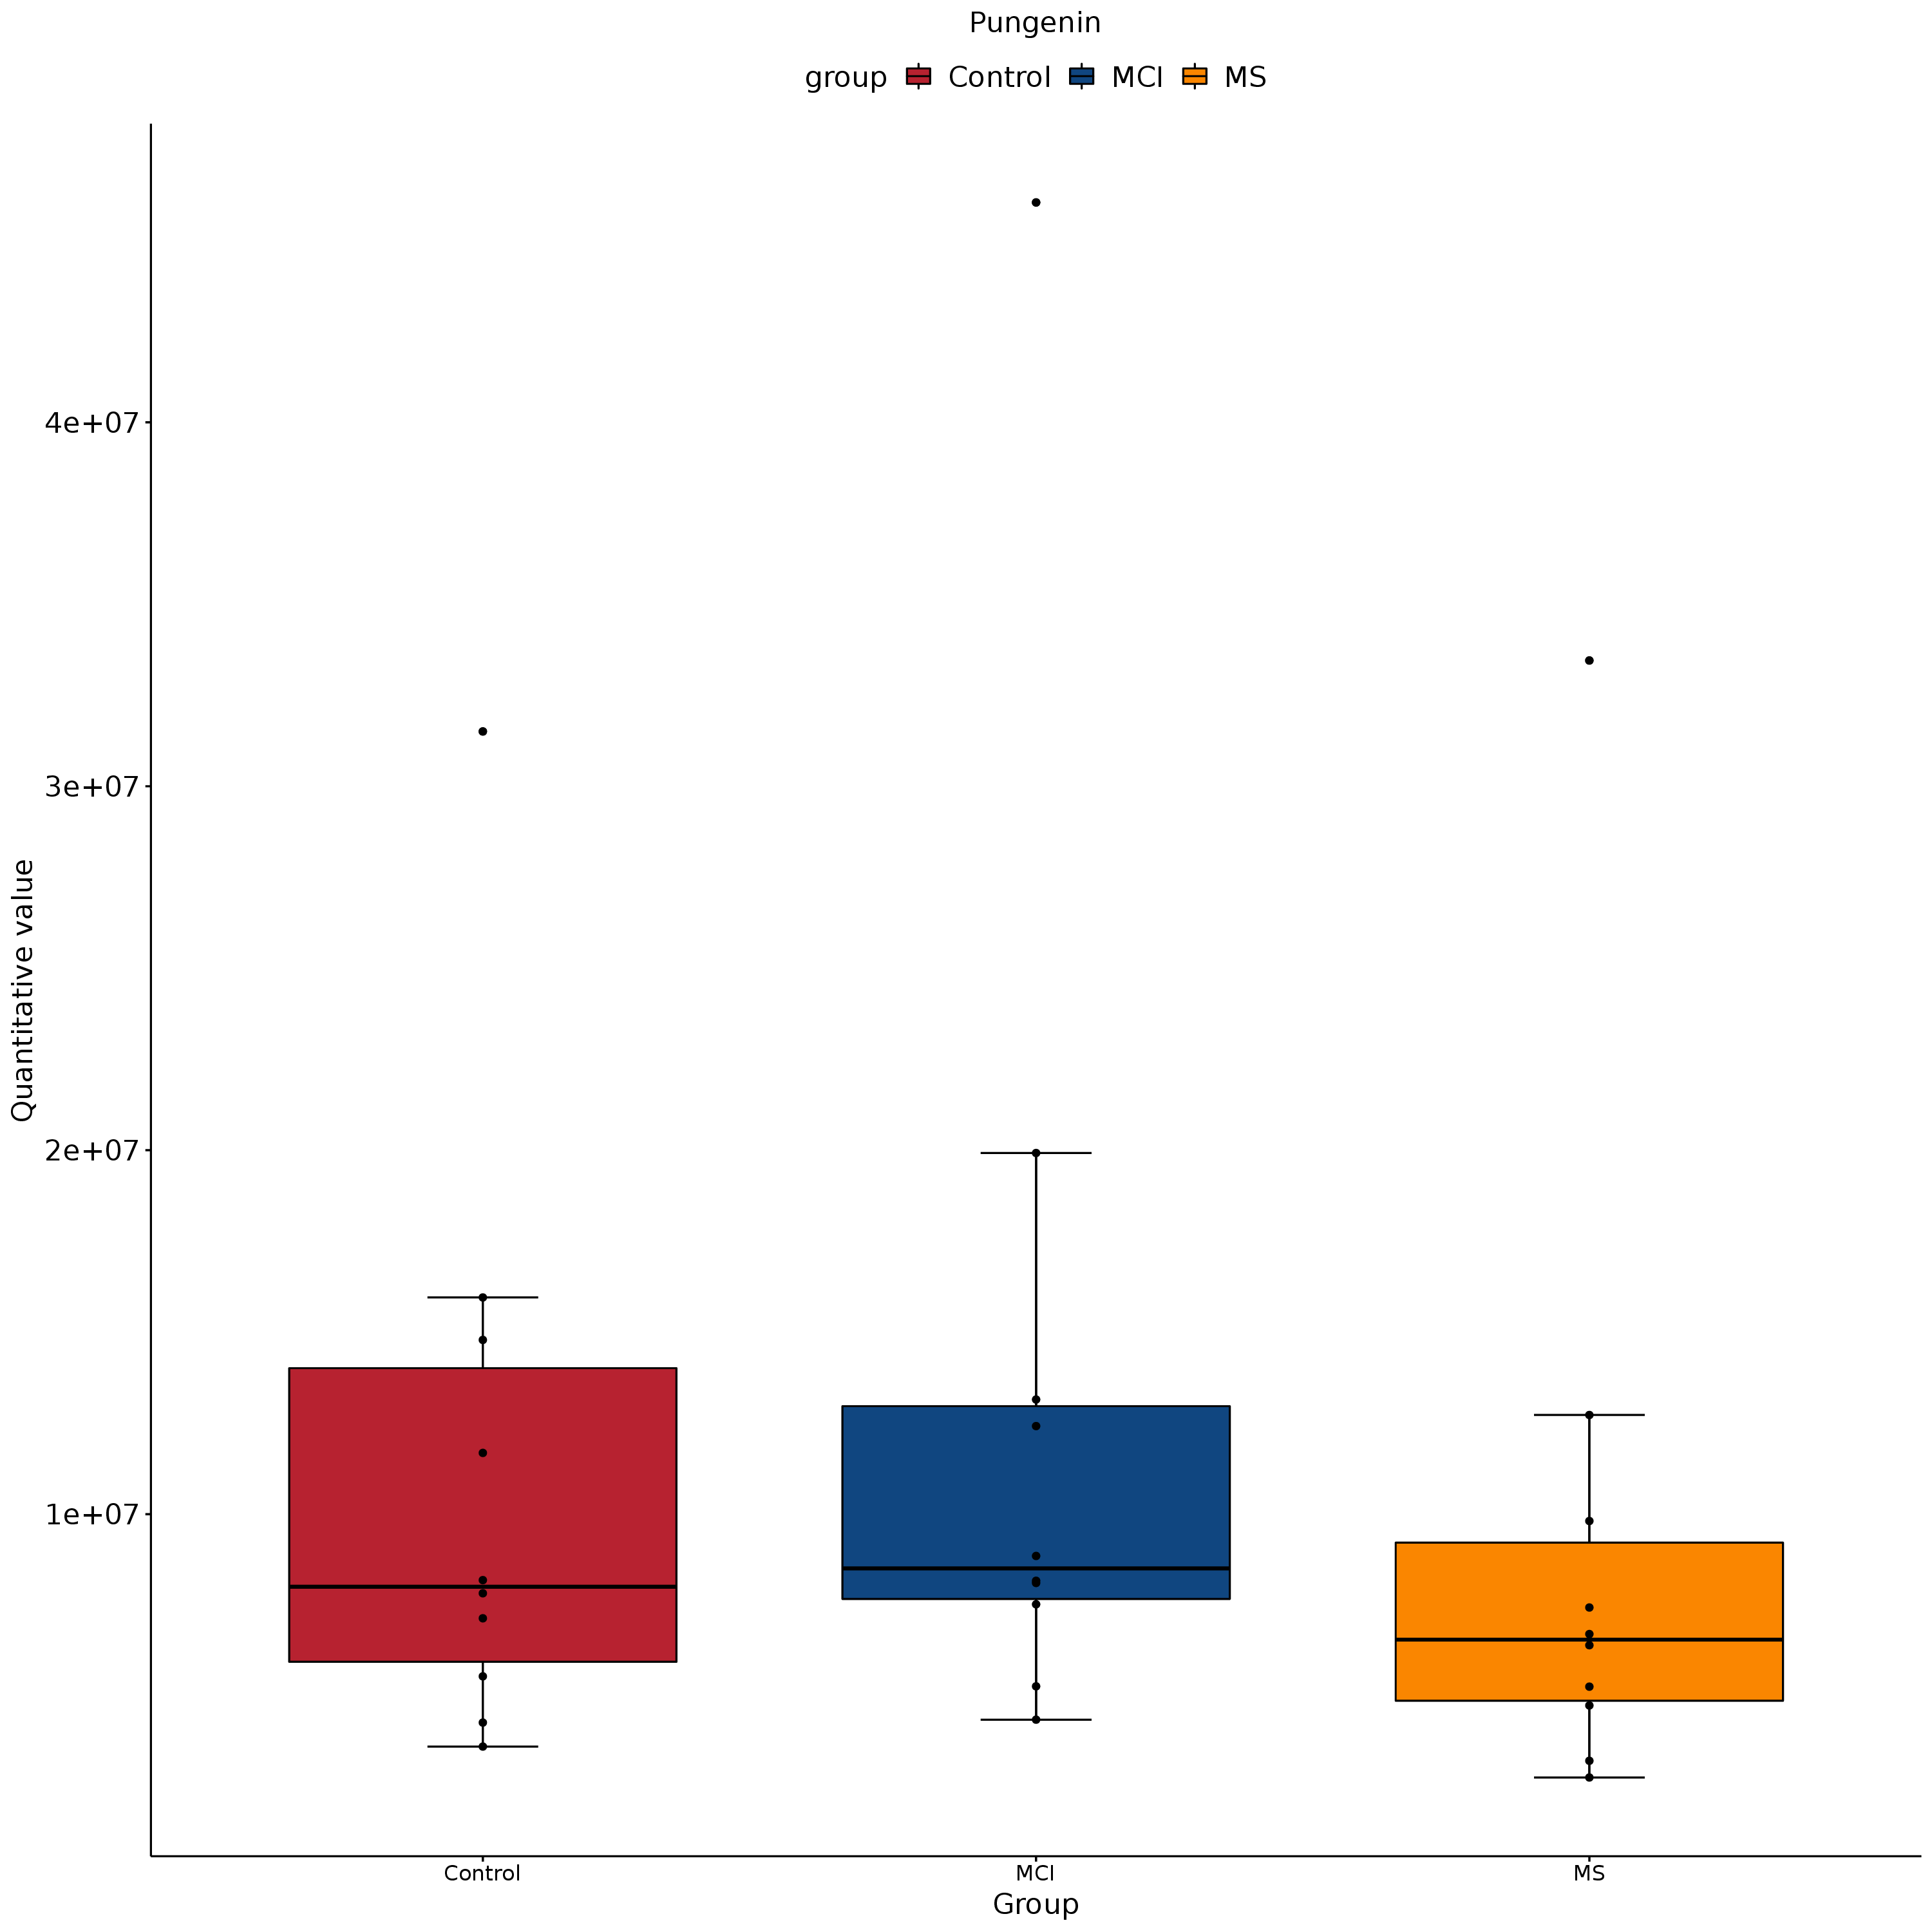 Pungenin
group Control MCI MS
Quantitative value
4e+07
3e+07
2e+07
1e+07
Control MCI MS
Group